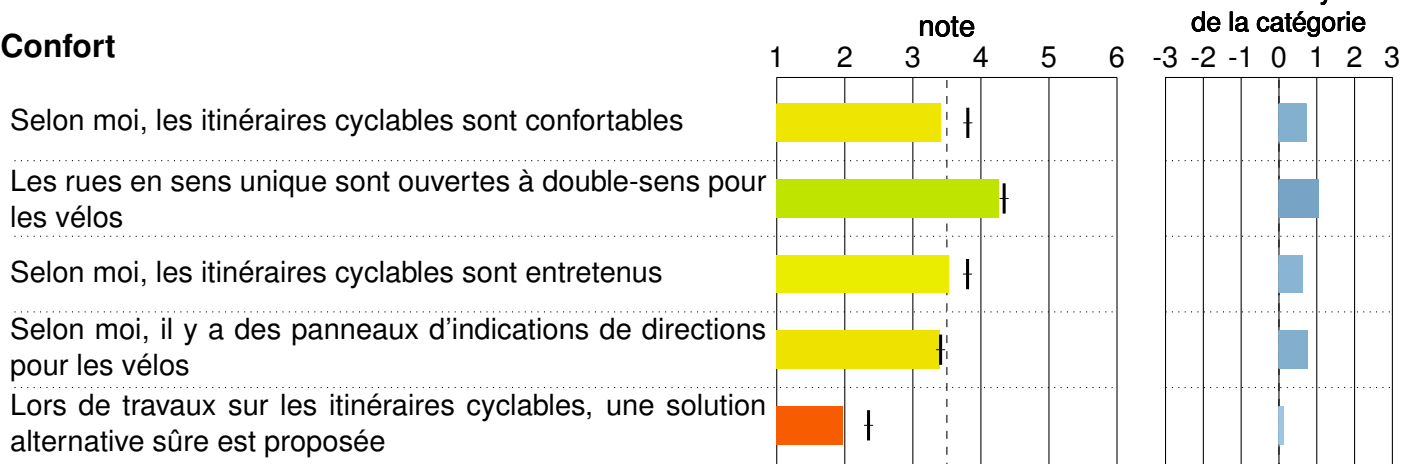 note
de la catégorie
Confort
1 2 3 4 5 6
-3 -2 -1 0 1 2 3
Selon moi, les itinéraires cyclables sont confortables
Les rues en sens unique sont ouvertes à double-sens pour
les vélos
Selon moi, les itinéraires cyclables sont entretenus
Selon moi, il y a des panneaux d'indications de directions
pour les vélos
Lors de travaux sur les itinéraires cyclables, une solution
alternative sûre est proposée